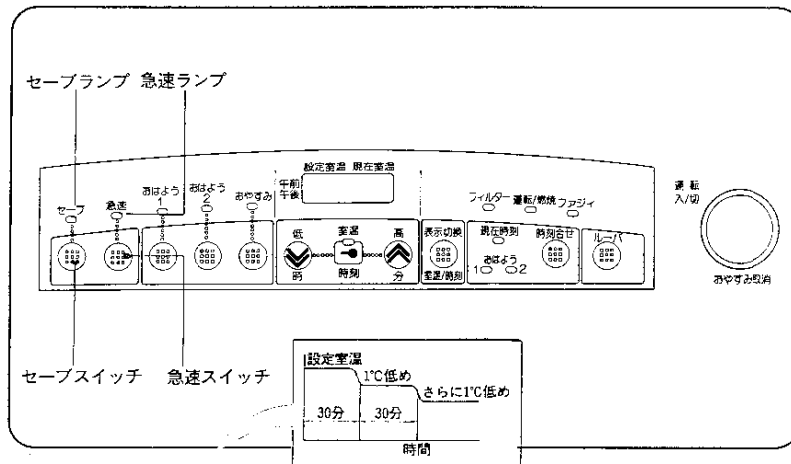 セーブランプ 急速ランプ
設定室温 現在室温
午前
午後
セーブ
急速
おはよう
1
おはよう
2
おやすみ
フィルター 運転/燃焼 ファジィ
運転
入/切
低
室温
高
時
時刻
分
表示切換
室温/時刻
現在時刻
おはよう
1 2
時刻合せ
ルーバ
おやすみ取消
セーブスイッチ 急速スイッチ
設定室温
1℃低め
さらに1℃低め
30分 30分
時間